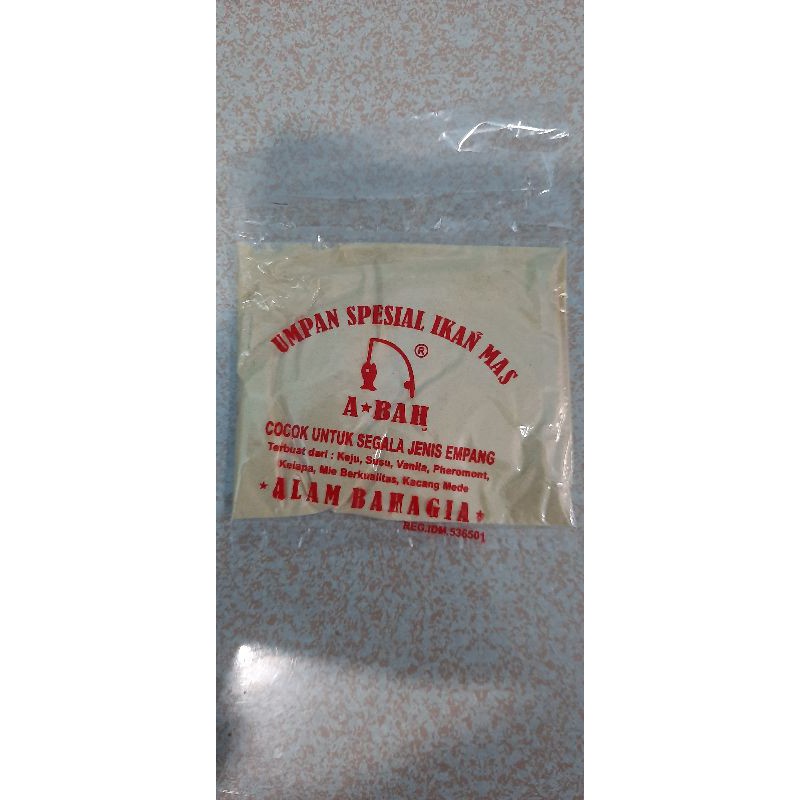 UMPAN SPESIAL IKAN MAS
®
A★BAH
COCOK UNTUK SEGALA JENIS EMPANG
Terbuat dari : Keju, Susu, Vanila, Pheromont,
Kelapa, Mie Berkualitas, Kacang Mede
★ALAM BAHAGIA★
REG.IDM.536501